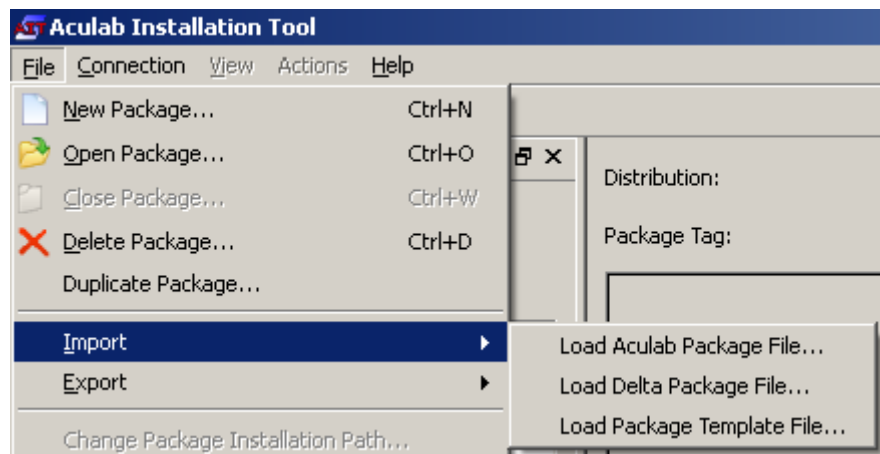 AIT Aculab Installation Tool
File Connection View Actions Help
New Package... Ctrl+N
Open Package... Ctrl+O
Close Package... Ctrl+W
Delete Package... Ctrl+D
Duplicate Package...
Import
Export
Change Package Installation Path...
Distribution:
Package Tag:
Load Aculab Package File...
Load Delta Package File...
Load Package Template File...